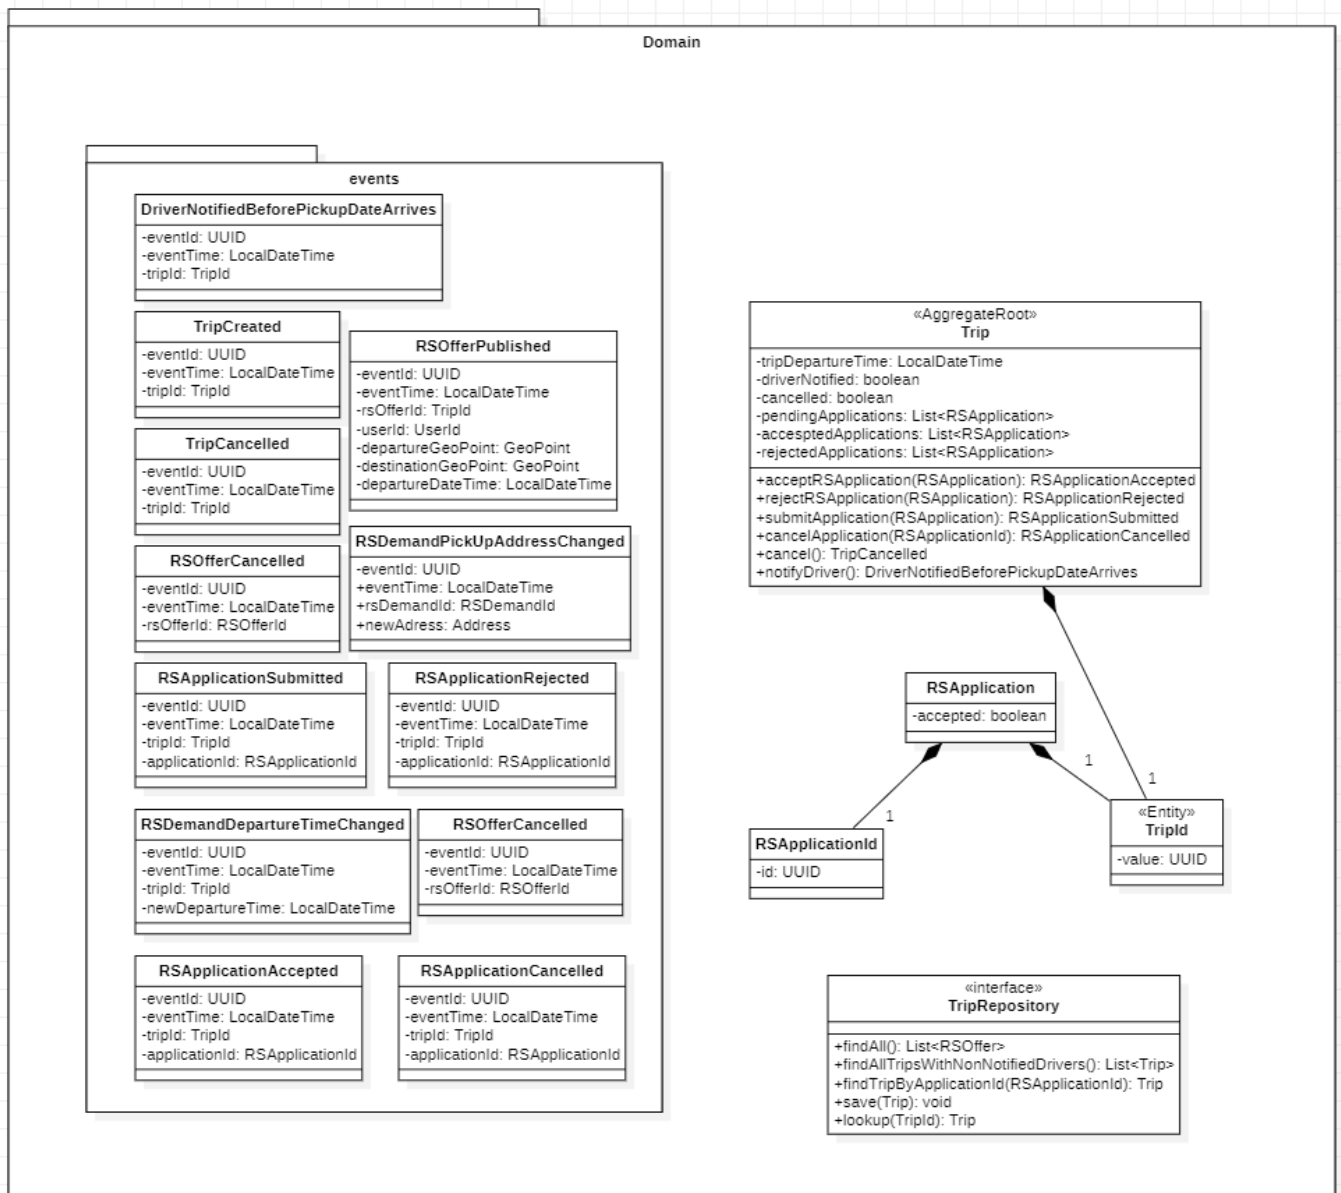 Domain
events
DriverNotifiedBeforePickupDateArrives
-eventId: UUID
-eventTime: LocalDateTime
-tripId: TripId
TripCreated
-eventId: UUID
-eventTime: LocalDateTime
-tripId: TripId
RSOfferPublished
-eventId: UUID
-eventTime: LocalDateTime
-rsOfferId: TripId
-userId: UserId
-departureGeoPoint: GeoPoint
-destinationGeoPoint: GeoPoint
-departureDateTime: LocalDateTime
TripCancelled
-eventId: UUID
-eventTime: LocalDateTime
-tripId: TripId
RSOfferCancelled
-eventId: UUID
-eventTime: LocalDateTime
-rsOfferId: RSOfferId
RSDemandPickUpAddressChanged
-eventId: UUID
+eventTime: LocalDateTime
+rsDemandId: RSDemandId
+newAdress: Address
RSApplicationSubmitted
-eventId: UUID
-eventTime: LocalDateTime
-tripId: TripId
-applicationId: RSApplicationId
RSApplicationRejected
-eventId: UUID
-eventTime: LocalDateTime
-tripId: TripId
-applicationId: RSApplicationId
RSDemandDepartureTimeChanged
-eventId: UUID
-eventTime: LocalDateTime
-tripId: TripId
-newDepartureTime: LocalDateTime
RSOfferCancelled
-eventId: UUID
-eventTime: LocalDateTime
-rsOfferId: RSOfferId
RSApplicationAccepted
-eventId: UUID
-eventTime: LocalDateTime
-tripId: TripId
-applicationId: RSApplicationId
RSApplicationCancelled
-eventId: UUID
-eventTime: LocalDateTime
-tripId: TripId
-applicationId: RSApplicationId
«AggregateRoot»
Trip
-tripDepartureTime: LocalDateTime
-driverNotified: boolean
-cancelled: boolean
-pendingApplications: List<RSApplication>
-accesptedApplications: List<RSApplication>
-rejectedApplications: List<RSApplication>
+acceptRSApplication(RSApplication): RSApplicationAccepted
+rejectRSApplication(RSApplication): RSApplicationRejected
+submitApplication(RSApplication): RSApplicationSubmitted
+cancelApplication(RSApplicationId): RSApplicationCancelled
+cancel(): TripCancelled
+notifyDriver(): DriverNotifiedBeforePickupDateArrives
RSApplication
-accepted: boolean
1
1
1
RSApplicationId
-id: UUID
«Entity»
TripId
-value: UUID
«interface»
TripRepository
+findAll(): List<RSOffer>
+findAllTripsWithNonNotifiedDrivers(): List<Trip>
+findTripByApplicationId(RSApplicationId): Trip
+save(Trip): void
+lookup(TripId): Trip